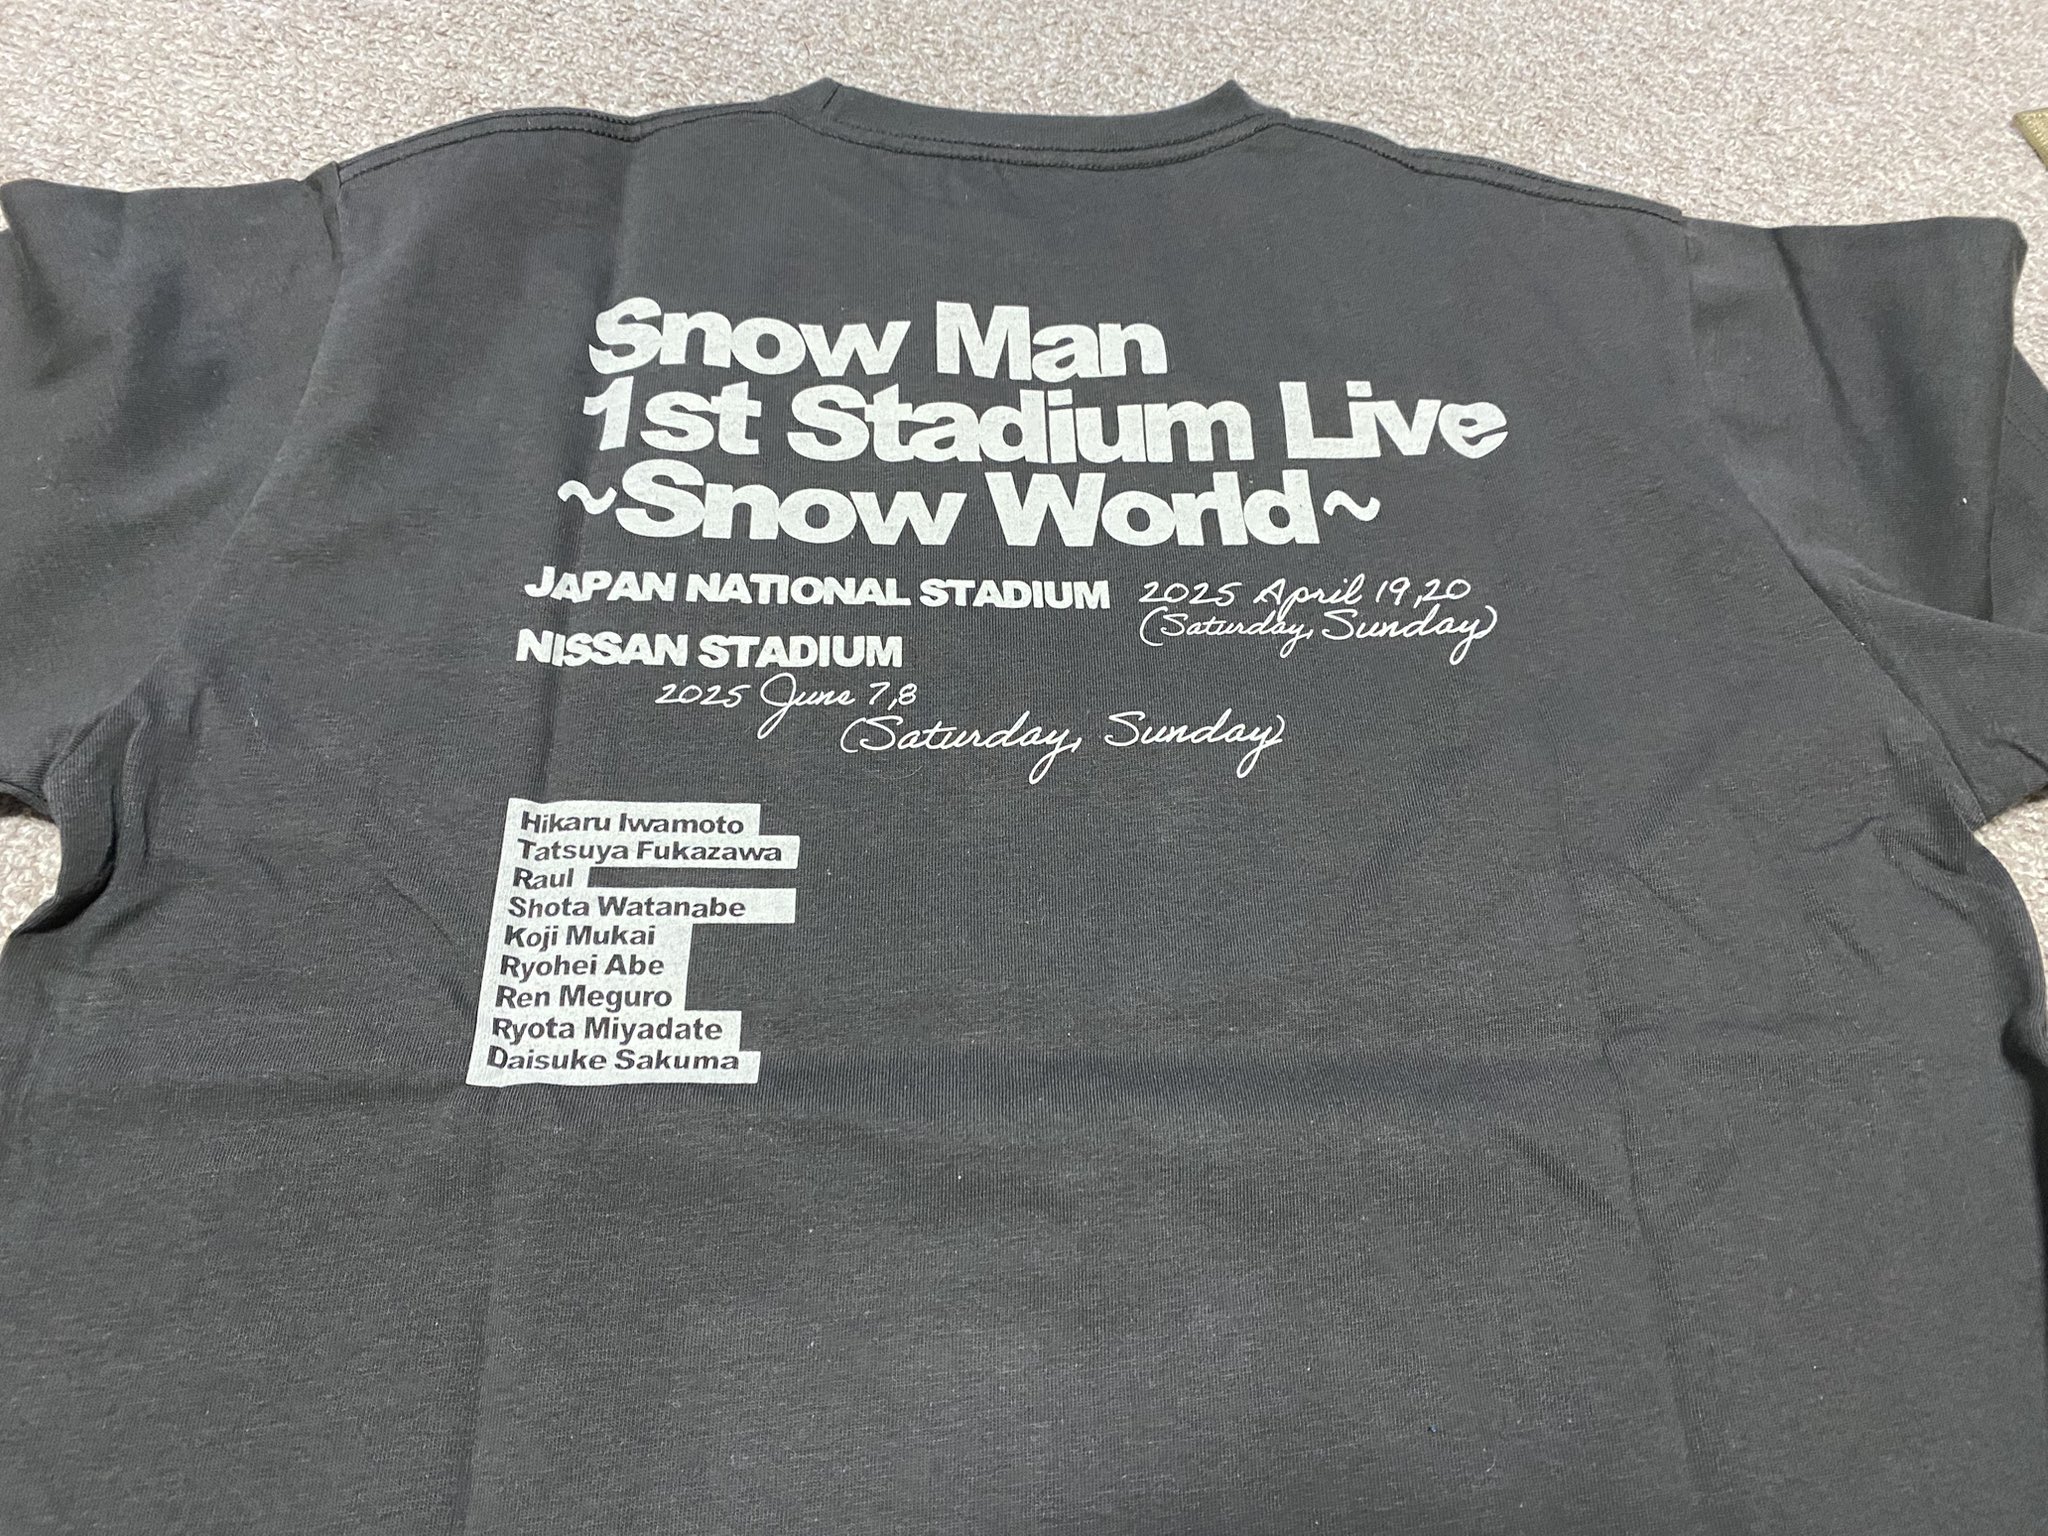 Snow Man
1st Stadium Live
~Snow World~
JAPAN NATIONAL STADIUM 2025 April 19,20
(Saturday, Sunday)
NISSAN STADIUM
2025 June 7,8
(Saturday, Sunday)
Hikaru Iwamoto
Tatsuya Fukazawa
Raul
Shota Watanabe
Koji Mukai
Ryohei Abe
Ren Meguro
Ryota Miyadate
Daisuke Sakuma